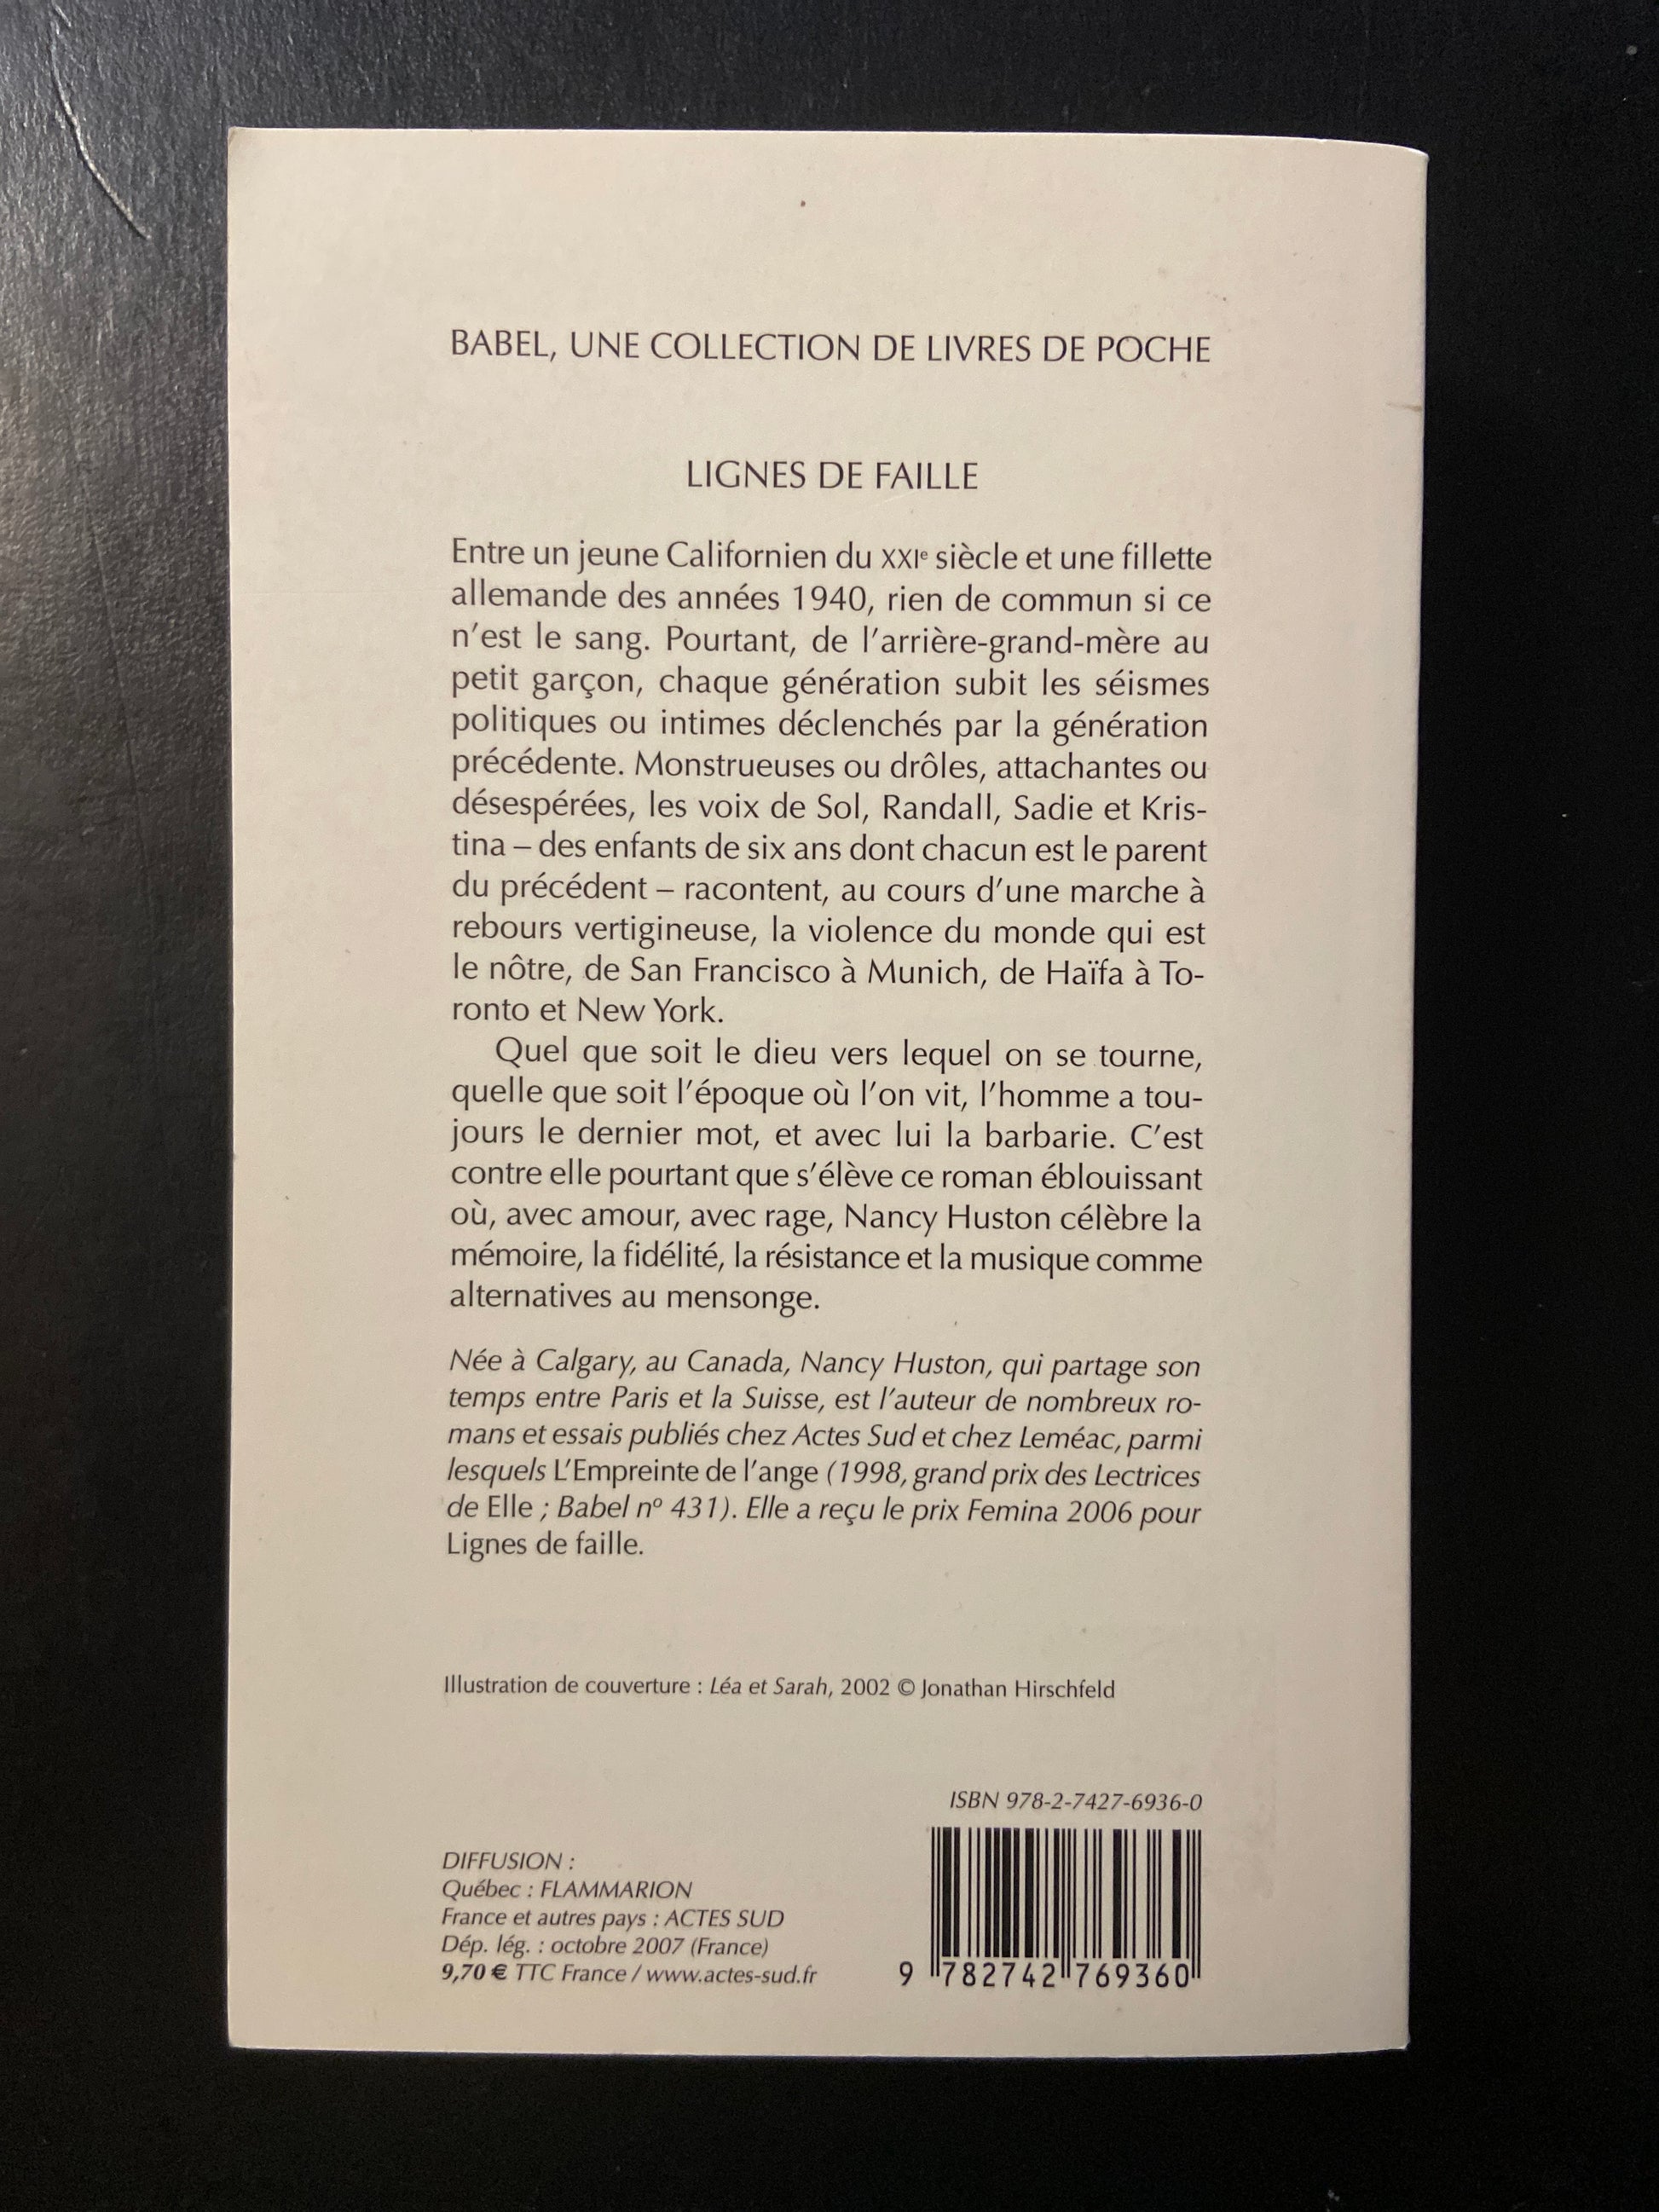 BABEL, UNE COLLECTION DE LIVRES DE POCHE
LIGNES DE FAILLE
Entre un jeune Californien du XXIe siècle et une fillette
allemande des années 1940, rien de commun si ce
n'est le sang. Pourtant, de l'arrière-grand-mère au
petit garçon, chaque génération subit les séismes
politiques ou intimes déclenchés par la génération
précédente. Monstrueuses ou drôles, attachantes ou
désespérées, les voix de Sol, Randall, Sadie et Kris-
tina – des enfants de six ans dont chacun est le parent
du précédent – racontent, au cours d'une marche à
rebours vertigineuse, la violence du monde qui est
le nôtre, de San Francisco à Munich, de Haïfa à To-
ronto et New York.
Quel que soit le dieu vers lequel on se tourne,
quelle que soit l'époque où l'on vit, l'homme a tou-
jours le dernier mot, et avec lui la barbarie. C'est
contre elle pourtant que s'élève ce roman éblouissant
où, avec amour, avec rage, Nancy Huston célèbre la
mémoire, la fidélité, la résistance et la musique comme
alternatives au mensonge.
Née à Calgary, au Canada, Nancy Huston, qui partage son
temps entre Paris et la Suisse, est l'auteur de nombreux ro-
mans et essais publiés chez Actes Sud et chez Leméac, parmi
lesquels L'Empreinte de l'ange (1998, grand prix des Lectrices
de Elle ; Babel nº 431). Elle a reçu le prix Femina 2006 pour
Lignes de faille.
Illustration de couverture : Léa et Sarah, 2002 © Jonathan Hirschfeld
ISBN 978-2-7427-6936-0
DIFFUSION :
Québec : FLAMMARION
France et autres pays : ACTES SUD
Dép. lég. : octobre 2007 (France)
9,70 € TTC France / www.actes-sud.fr
9 782742 769360